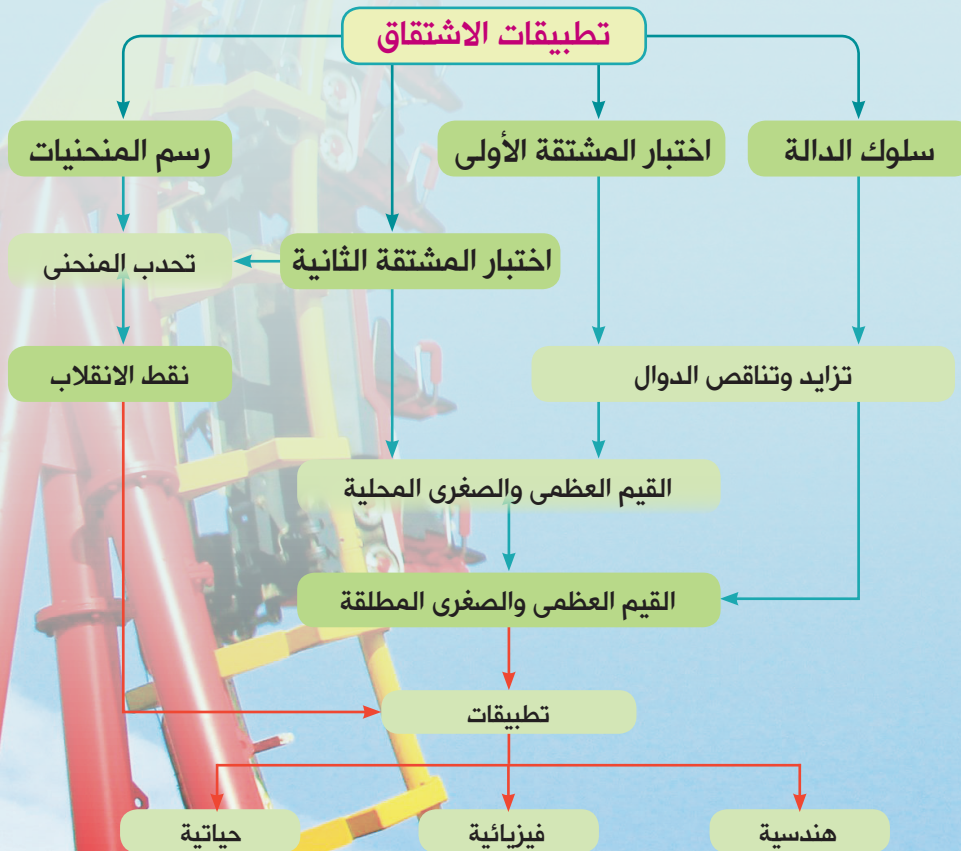 تطبيقات الاشتقاق
سلوك الدالة
اختبار المشتقة الأولى
رسم المنحنيات
اختبار المشتقة الثانية
تحدب المنحنى
تزايد وتناقص الدوال
نقط الانقلاب
القيم العظمى والصغرى المحلية
القيم العظمى والصغرى المطلقة
تطبيقات
هندسية
فيزيائية
حياتية